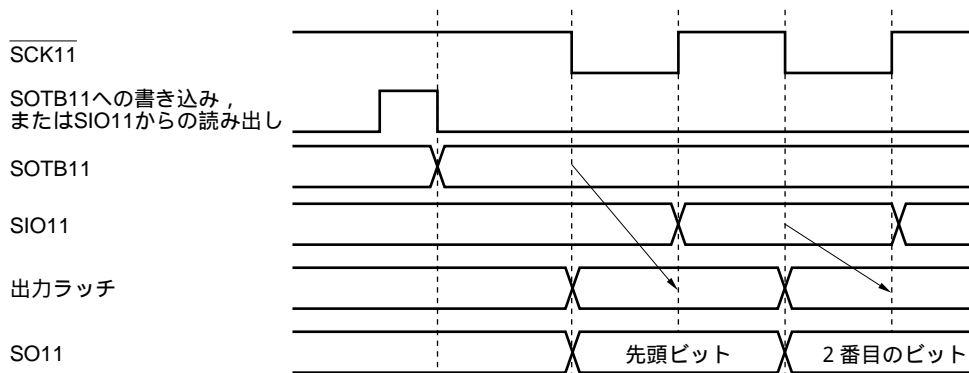 SCK11
SOTB11への書き込み，
またはSIO11からの読み出し
SOTB11
SIO11
出力ラッチ
SO11
先頭ビット
2番目のビット